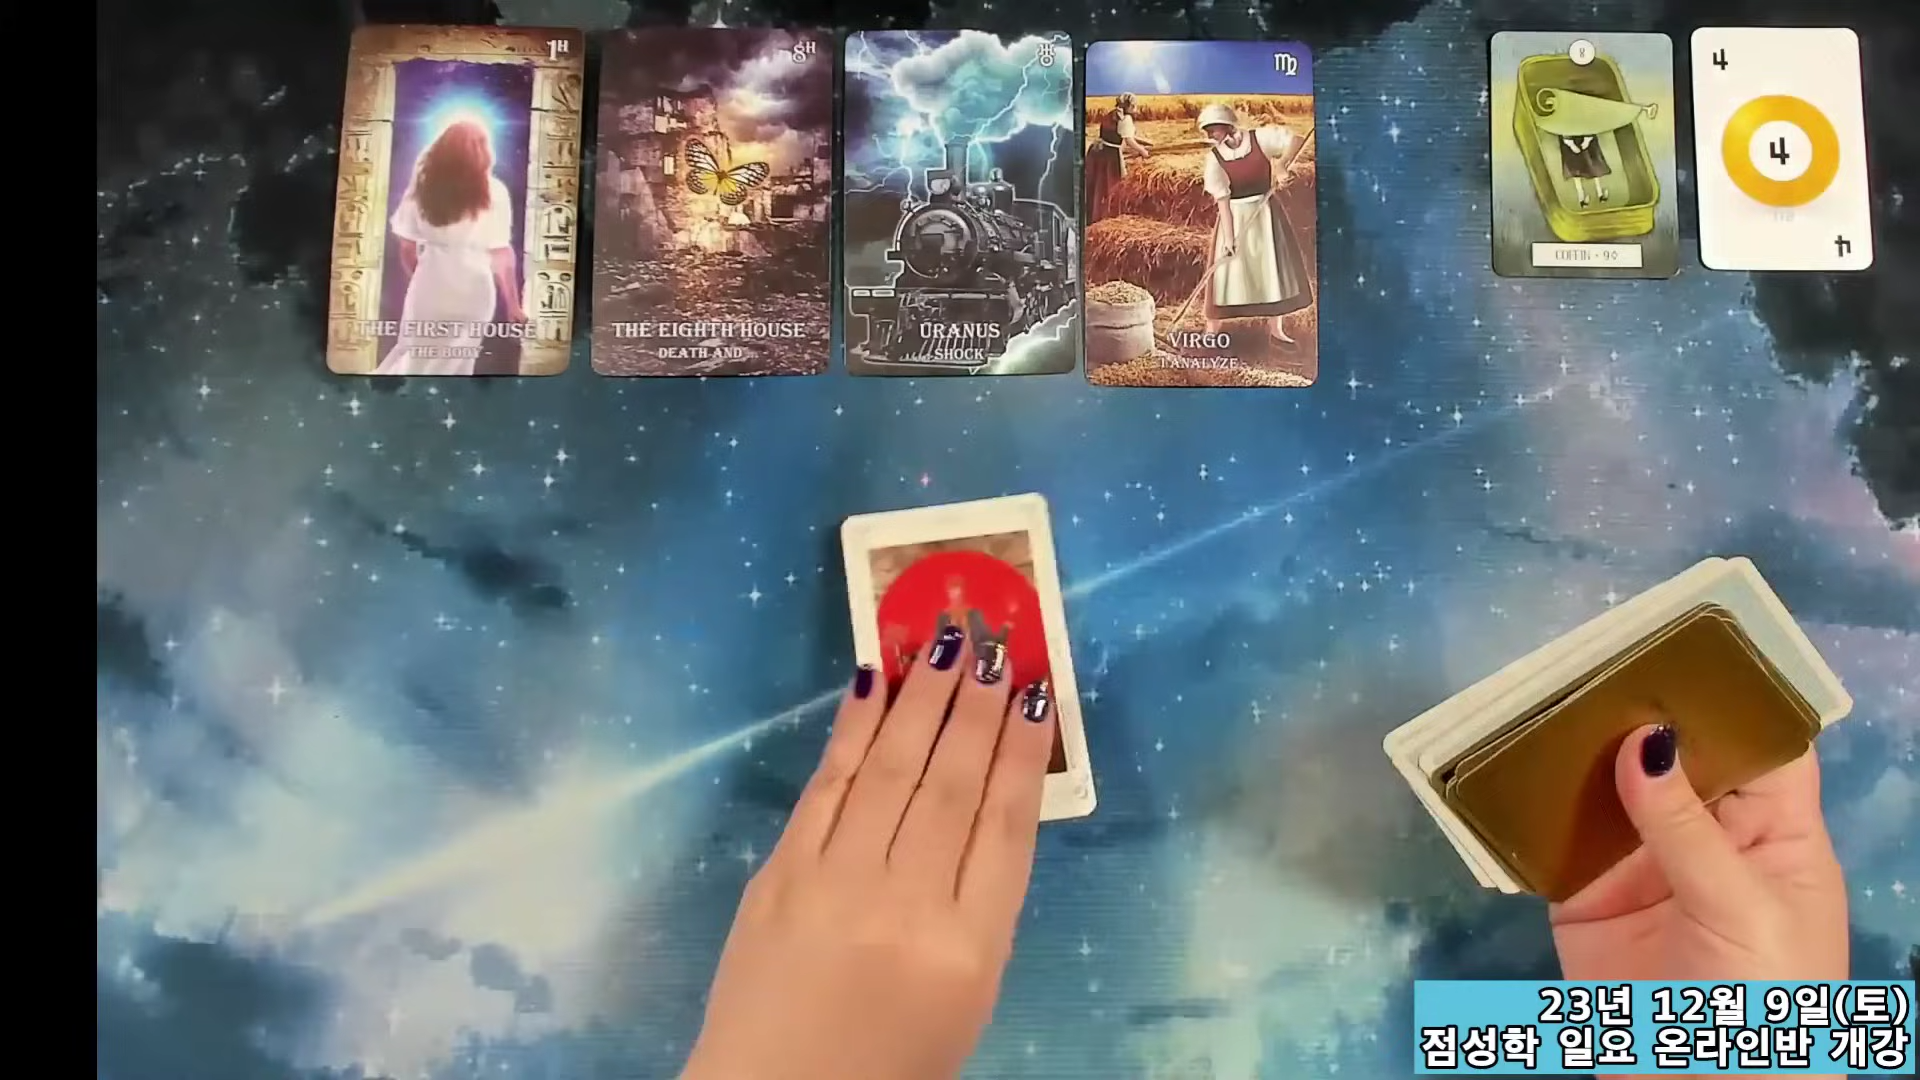 1H
THE FIRST HOUSE
- THE BODY -
8H
THE EIGHTH HOUSE
DEATH AND
URANUS
- SHOCK -
VIRGO
- I ANALYZE -
8
COFFIN • 9◇
4
4
4
23년 12월 9일(토)
점성학 일요 온라인반 개강